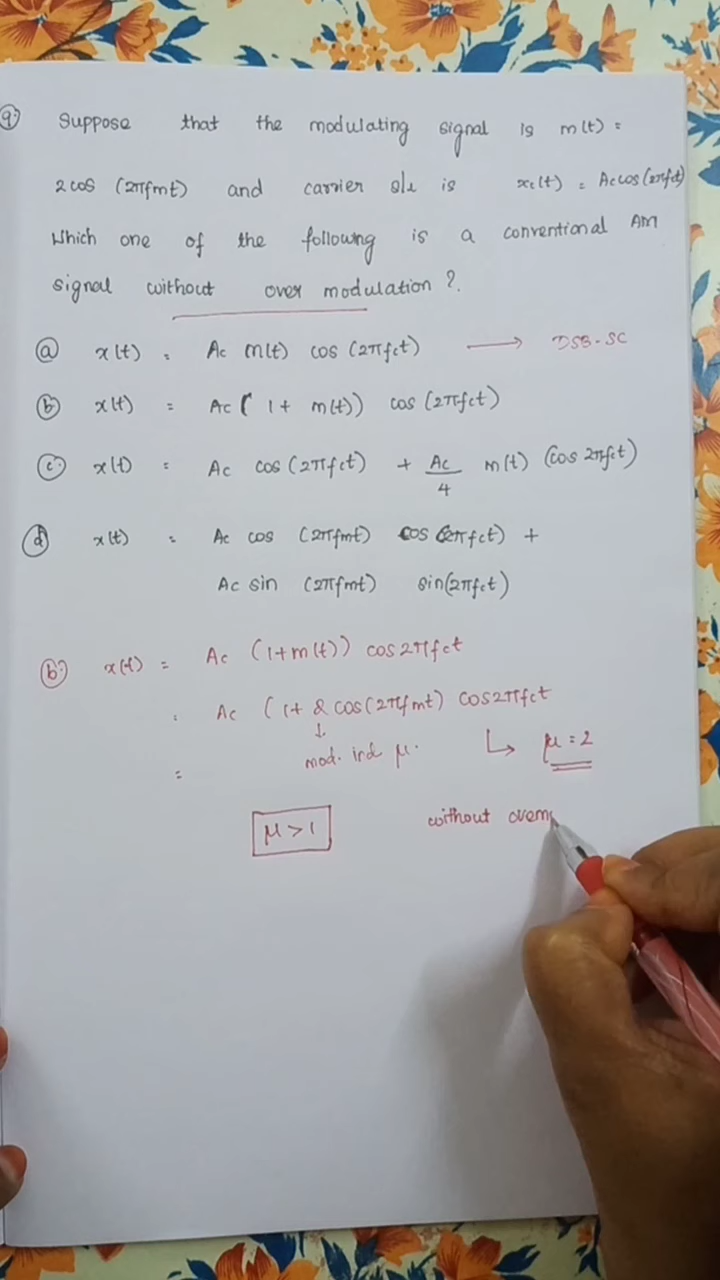 q. Suppose that the modulating signal is m(t) =
2cos (2πfmt) and carrier s/l is xc(t) = Accos(2πfct)
Which one of the following is a conventional AM
signal without over modulation ?.
(a) x(t) = Ac m(t) cos (2πfct) → DSB-SC
(b) x(t) = Ac ( 1+ m(t)) cos (2πfct)
(c) x(t) = Ac cos (2πfct) + Ac/4 m(t) (cos 2πfct)
(d) x(t) = Ac cos (2πfmt) cos (2πfct) +
Ac sin (2πfmt) sin(2πfct)
(b) x(t) = Ac (1+m(t)) cos2πfct
= Ac (1+ 2 cos(2πfmt) cos2πfct
↓ mod. ind μ. ↳ μ = 2
=
μ > 1 without overm